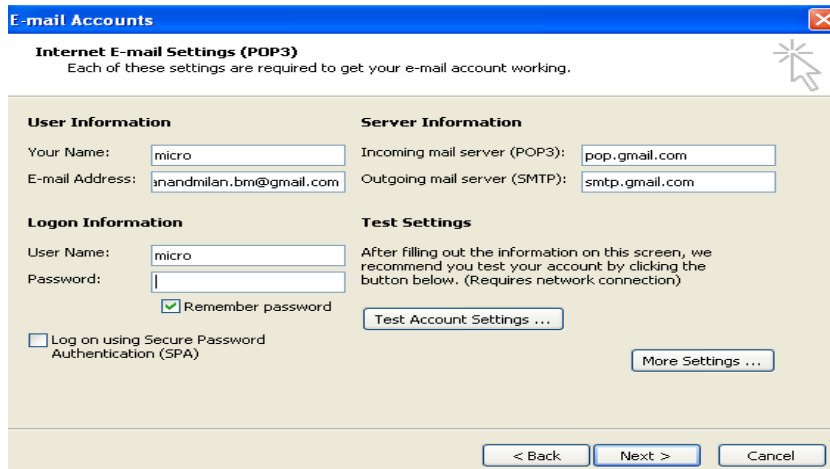 E-mail Accounts
Internet E-mail Settings (POP3)
Each of these settings are required to get your e-mail account working.
User Information
Your Name: micro
E-mail Address: anandmilan.bm@gmail.com
Server Information
Incoming mail server (POP3): pop.gmail.com
Outgoing mail server (SMTP): smtp.gmail.com
Logon Information
User Name: micro
Password:
Remember password
Log on using Secure Password
Authentication (SPA)
Test Settings
After filling out the information on this screen, we
recommend you test your account by clicking the
button below. (Requires network connection)
Test Account Settings ...
More Settings ...
< Back
Next >
Cancel